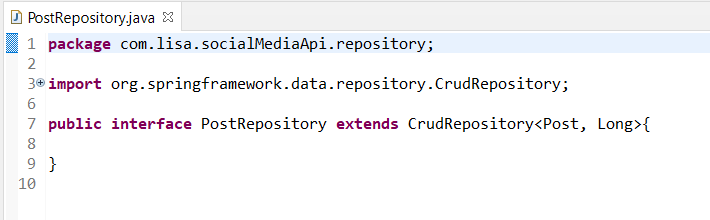 PostRepository.java
1 package com.lisa.socialMediaApi.repository;
2
3 import org.springframework.data.repository.CrudRepository;
6
7 public interface PostRepository extends CrudRepository<Post, Long>{
8
9 }
10